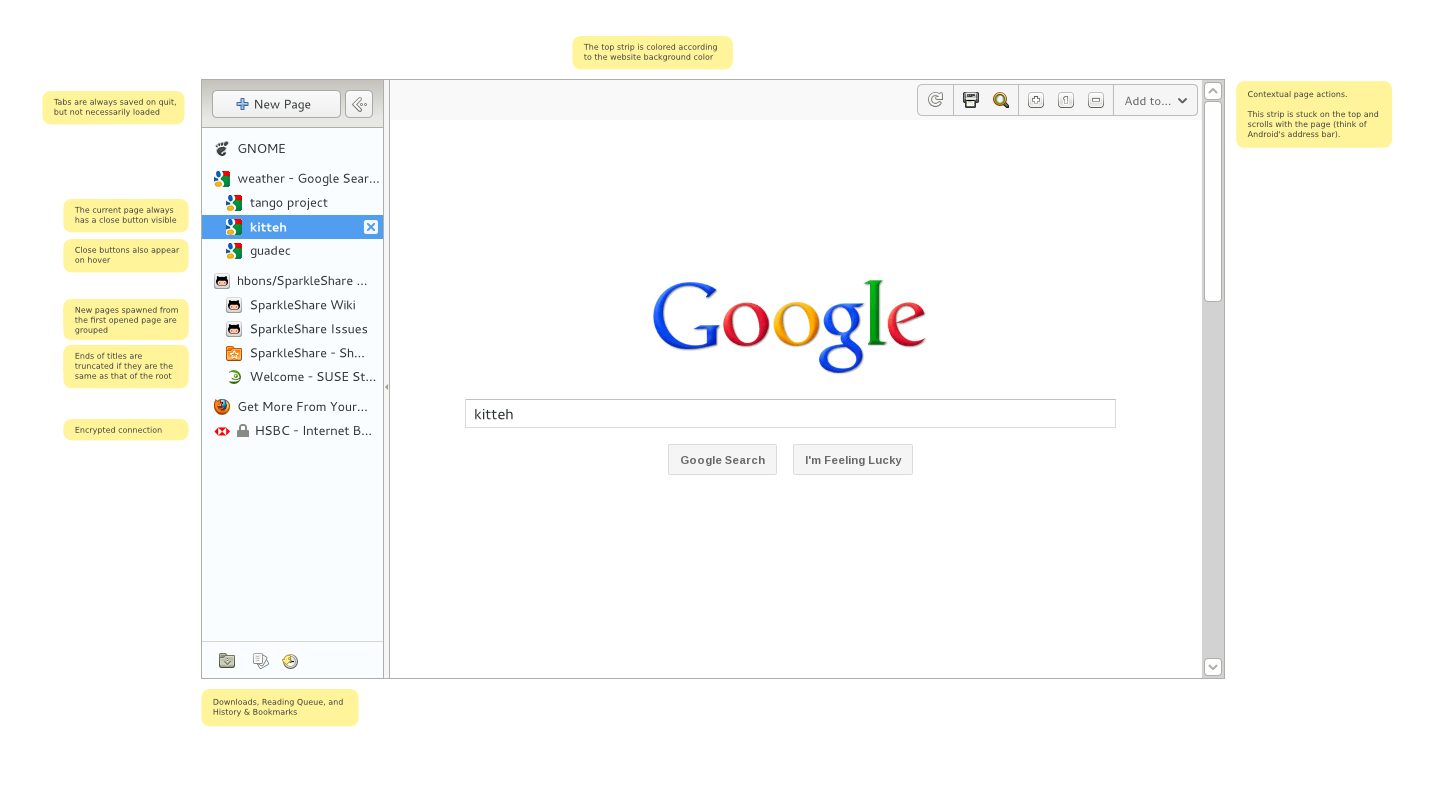 The top strip is colored according
to the website background color
Tabs are always saved on quit,
but not necessarily loaded
New Page
Add to...
Contextual page actions.
This strip is stuck on the top and
scrolls with the page (think of
Android's address bar).
GNOME
weather - Google Sear...
tango project
kitteh
guadec
The current page always
has a close button visible
Close buttons also appear
on hover
hbons/SparkleShare ...
SparkleShare Wiki
SparkleShare Issues
SparkleShare - Sh...
Welcome - SUSE St...
New pages spawned from
the first opened page are
grouped
Ends of titles are
truncated if they are the
same as that of the root
Get More From Your...
HSBC - Internet B...
Encrypted connection
Google
kitteh
Google Search
I'm Feeling Lucky
Downloads, Reading Queue, and
History & Bookmarks